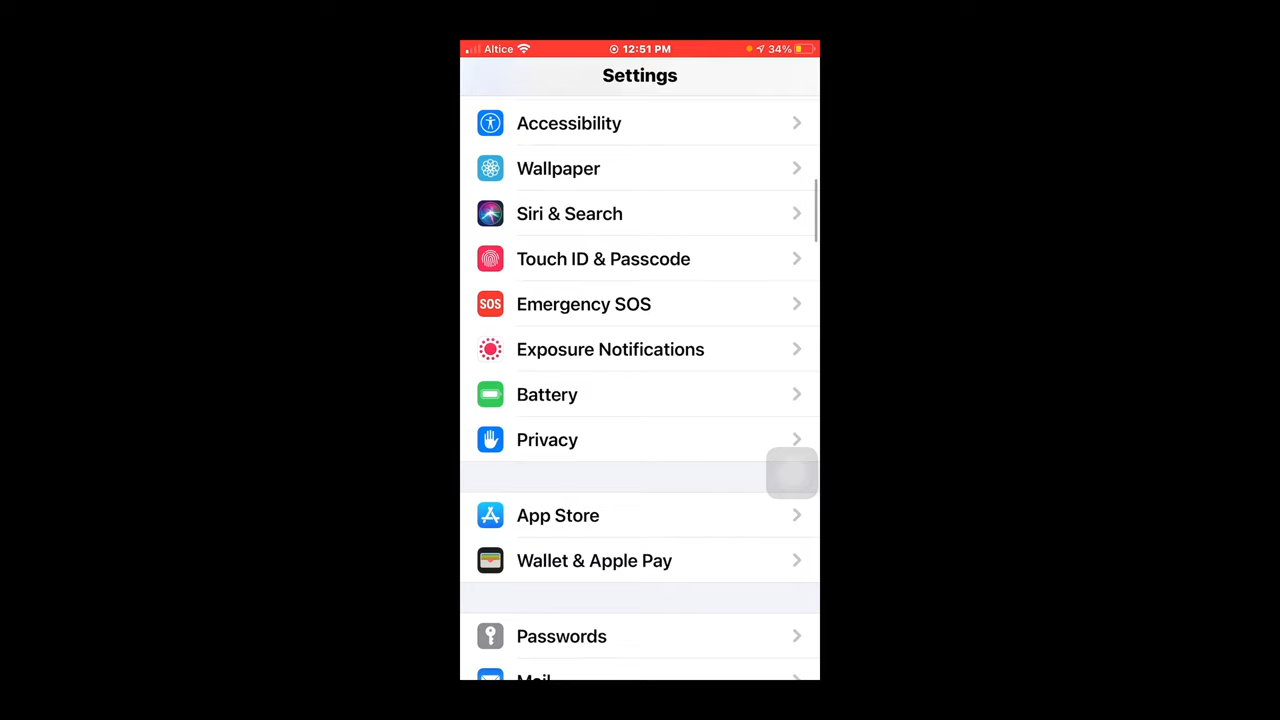 Altice 12:51 PM 34%
Settings
Accessibility
Wallpaper
Siri & Search
Touch ID & Passcode
SOS Emergency SOS
Exposure Notifications
Battery
Privacy
App Store
Wallet & Apple Pay
Passwords
Mail